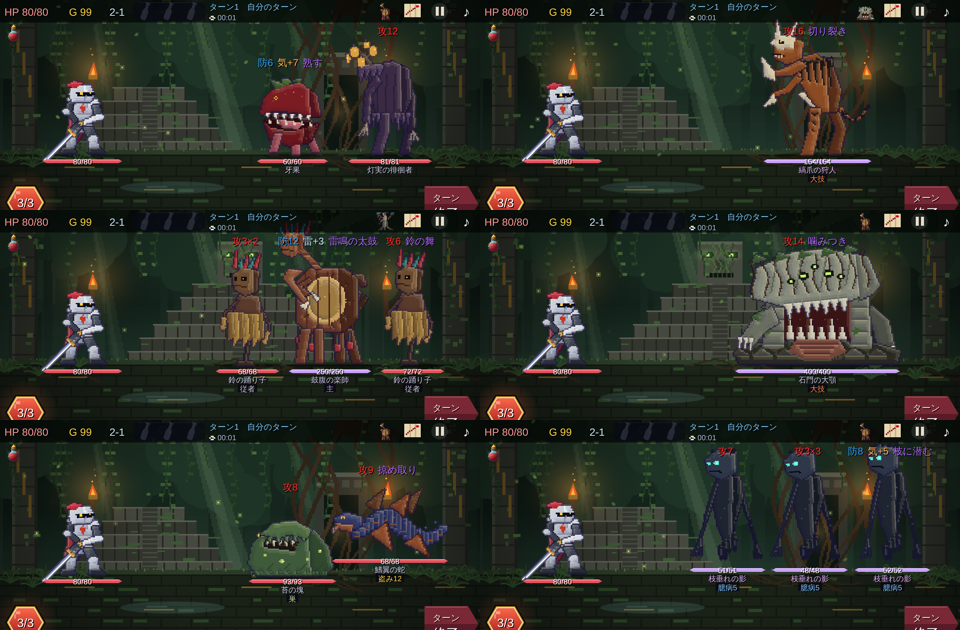 HP 80/80 G 99 2-1 ターン1 自分のターン
00:01
攻12
防6 気+7 熟す
80/80 60/60 81/81
牙果 灯実の徘徊者
3/3 ターン
HP 80/80 G 99 2-1 ターン1 自分のターン
00:01
攻16 切り裂き
80/80 154/154
縞爪の狩人
大技
3/3 ターン
HP 80/80 G 99 2-1 ターン1 自分のターン
00:01
攻3×2 防12 雷+3 雷鳴の太鼓 攻6 鈴の舞
80/80 68/68 250/250 72/72
鈴の踊り子 鼓腹の楽師 鈴の踊り子
従者 主 従者
3/3 ターン
HP 80/80 G 99 2-1 ターン1 自分のターン
00:01
攻14 噛みつき
80/80 400/400
石門の大顎
大技
3/3 ターン
HP 80/80 G 99 2-1 ターン1 自分のターン
00:01
攻9 掠め取り
攻8
68/68
鰭翼の蛇
盗み12
80/80 93/93
苔の塊
巣
3/3 ターン
HP 80/80 G 99 2-1 ターン1 自分のターン
00:01
攻7 攻3×3 防8 気+5 枝に潜む
51/51 48/48 52/52
枝垂れの影 枝垂れの影 枝垂れの影
80/80 臆病5 臆病5 臆病5
3/3 ターン